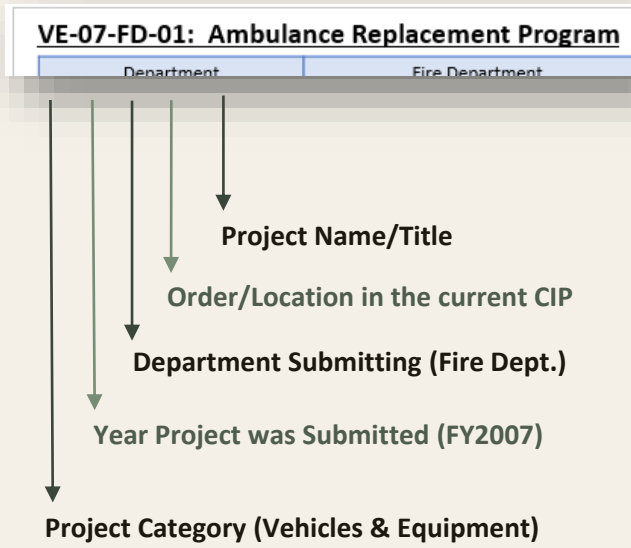 VE-07-FD-01: Ambulance Replacement Program
Department Fire Department
Project Name/Title
Order/Location in the current CIP
Department Submitting (Fire Dept.)
Year Project was Submitted (FY2007)
Project Category (Vehicles & Equipment)